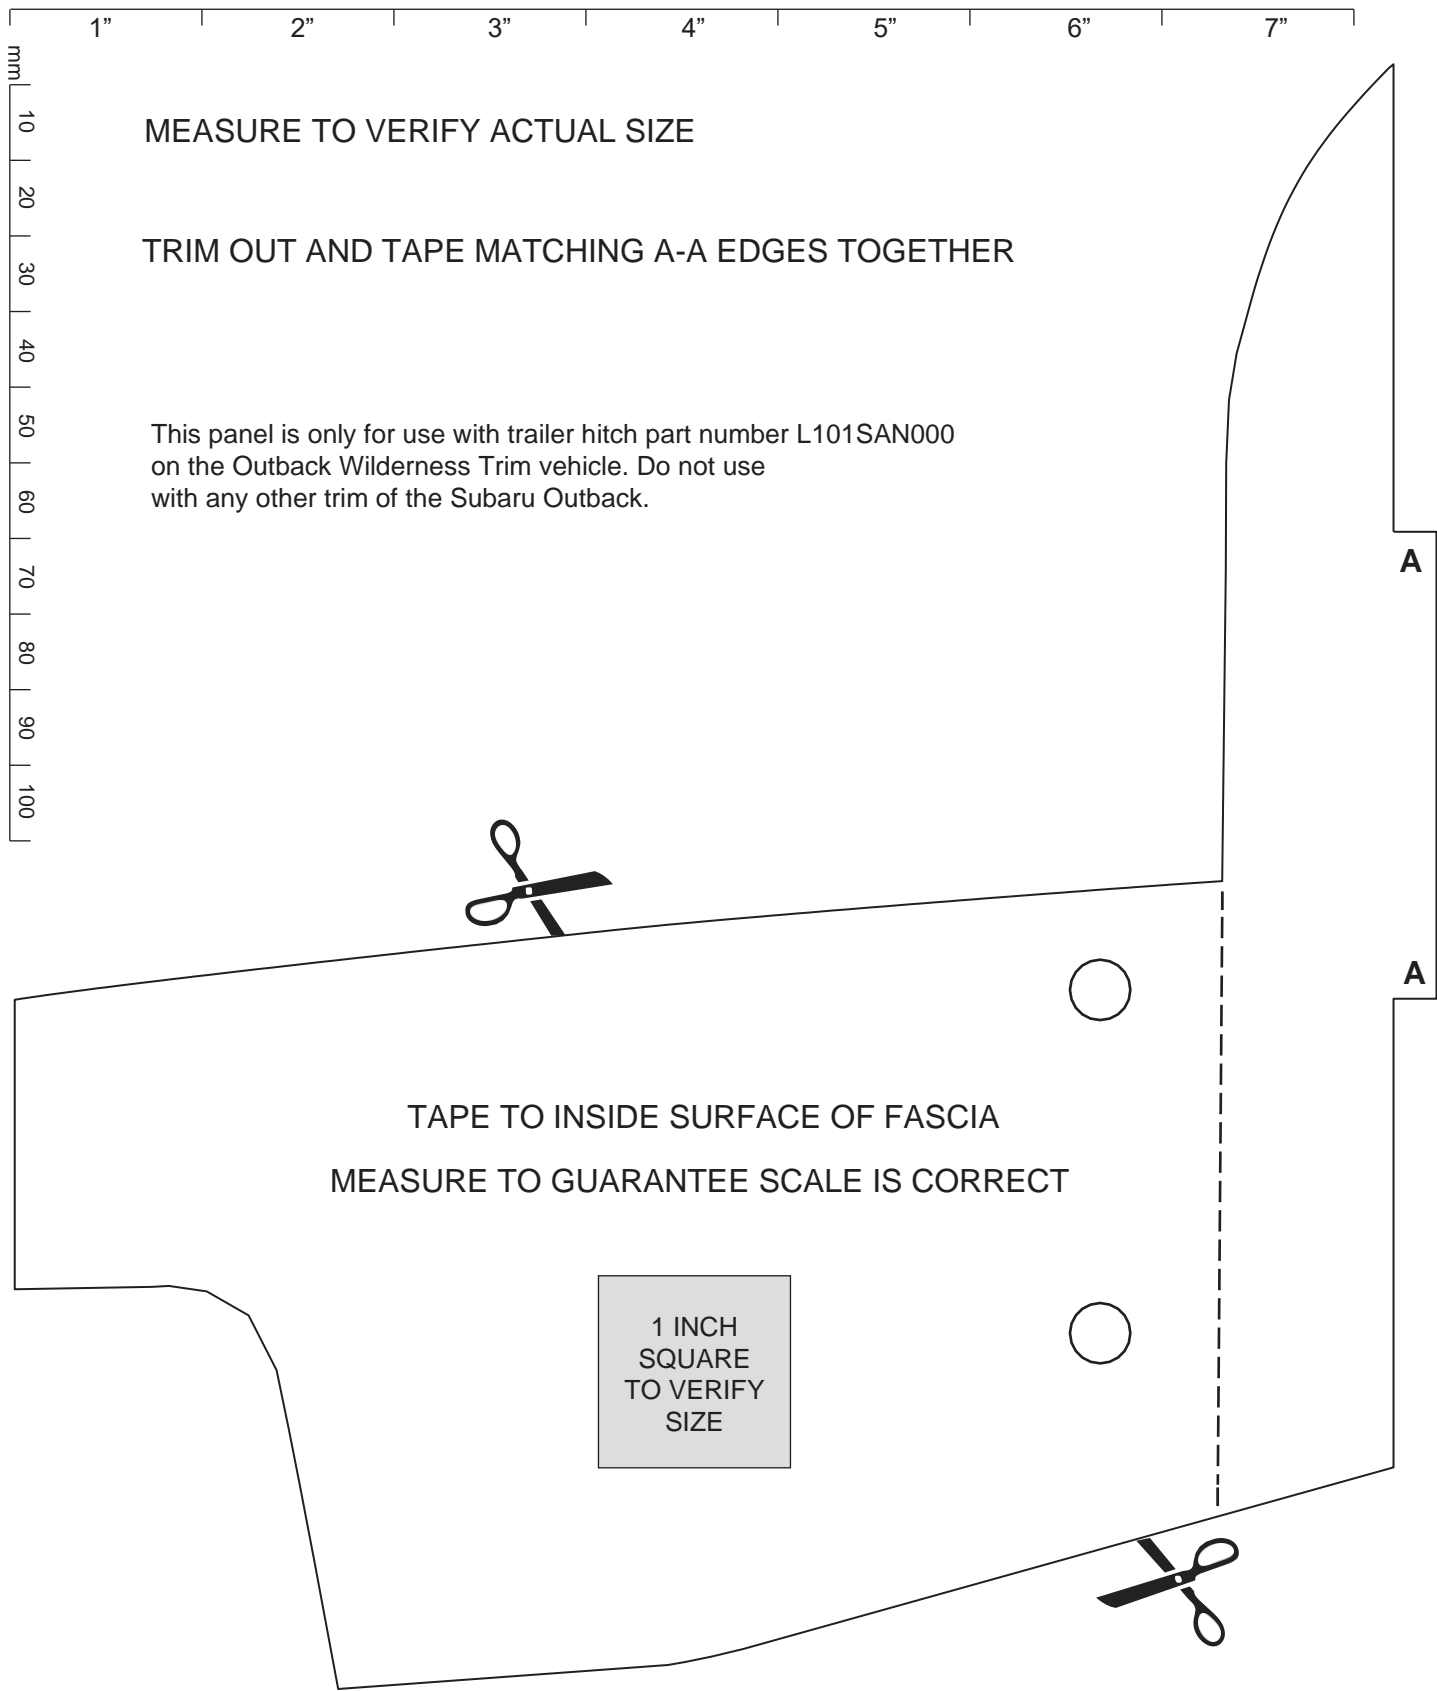 1” 2” 3” 4” 5” 6” 7”
mm
10
20
30
40
50
60
70
80
90
100
MEASURE TO VERIFY ACTUAL SIZE
TRIM OUT AND TAPE MATCHING A-A EDGES TOGETHER
This panel is only for use with trailer hitch part number L101SAN000
on the Outback Wilderness Trim vehicle. Do not use
with any other trim of the Subaru Outback.
A
A
TAPE TO INSIDE SURFACE OF FASCIA
MEASURE TO GUARANTEE SCALE IS CORRECT
1 INCH
SQUARE
TO VERIFY
SIZE